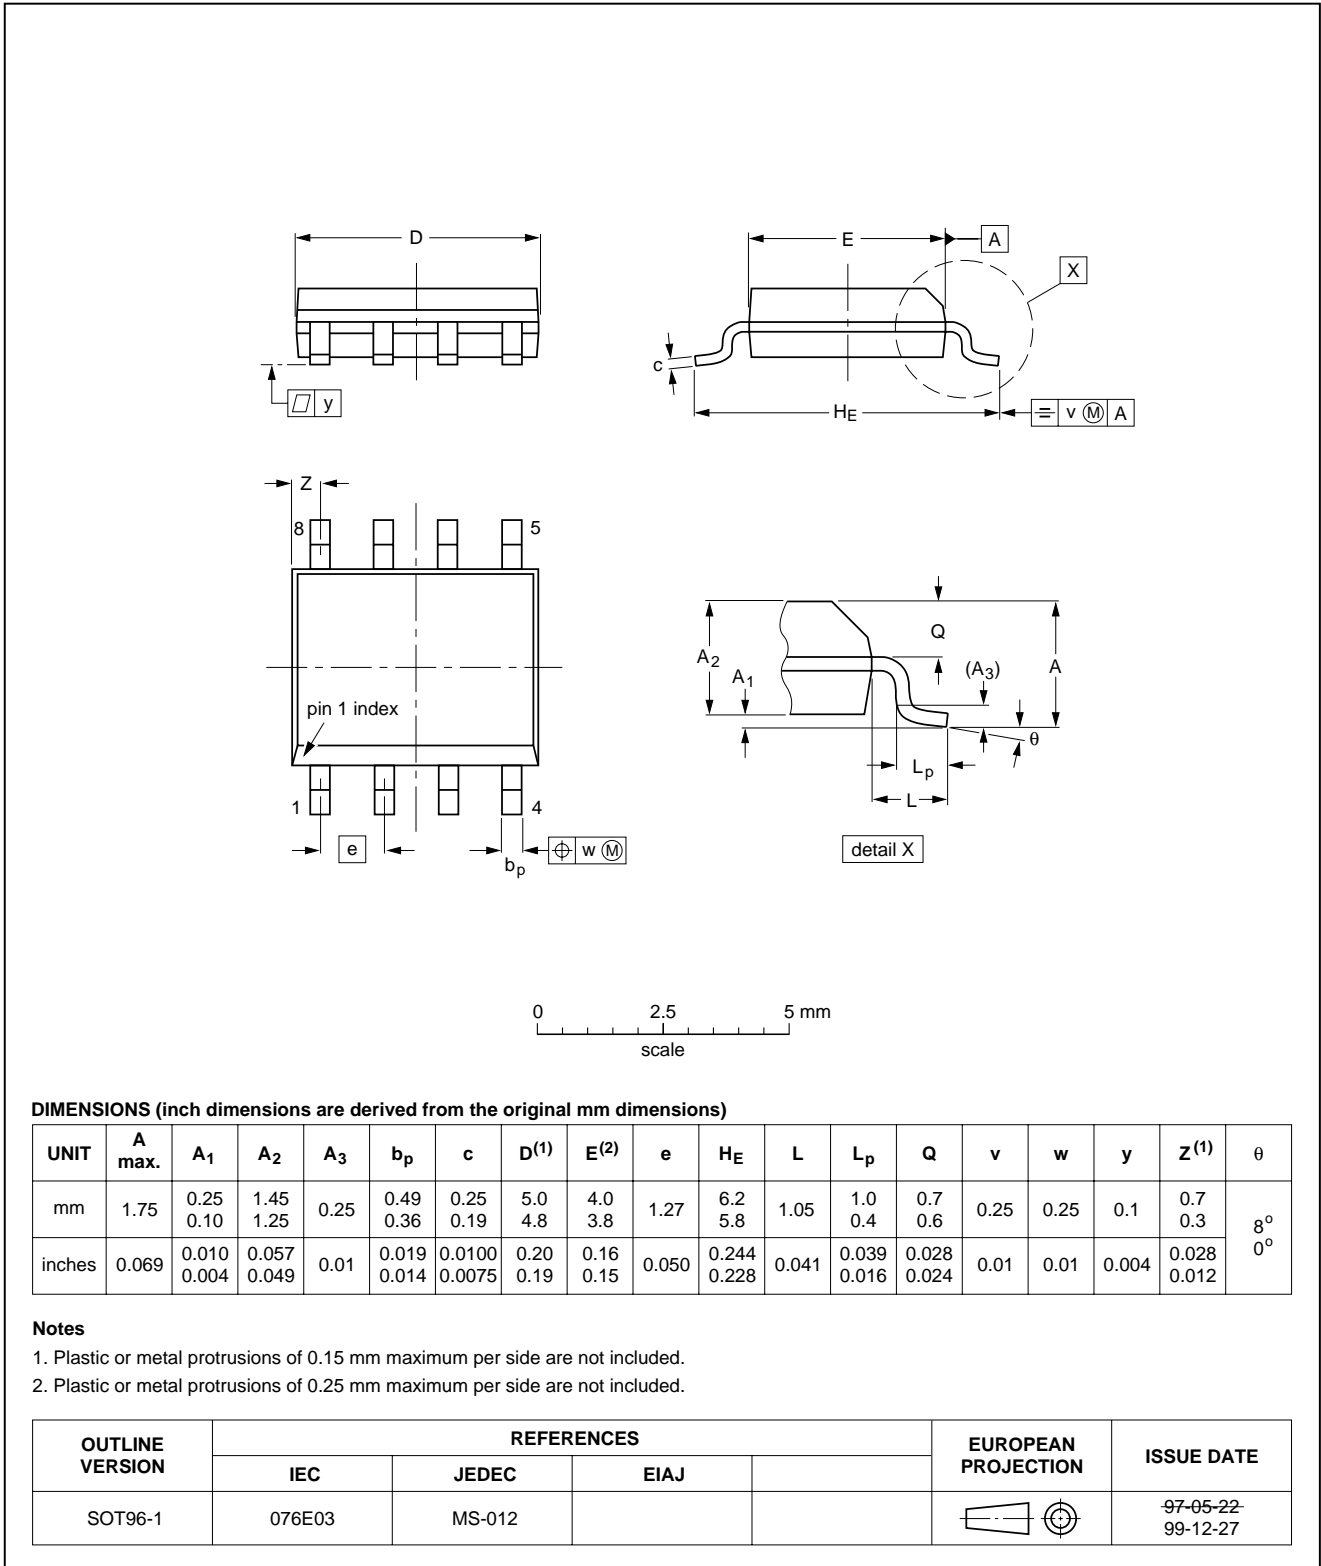 D
E
A
X
c
y
HE
v Ⓜ A
Z
8
5
pin 1 index
1
4
e
bp
w Ⓜ
A2
A1
Q
(A3)
A
θ
Lp
L
detail X
0 2.5 5 mm
scale
DIMENSIONS (inch dimensions are derived from the original mm dimensions)
UNIT A max. A1 A2 A3 bp c D(1) E(2) e HE L Lp Q v w y Z(1) θ
mm 1.75 0.25 0.10 1.45 1.25 0.25 0.49 0.36 0.25 0.19 5.0 4.8 4.0 3.8 1.27 6.2 5.8 1.05 1.0 0.4 0.7 0.6 0.25 0.25 0.1 0.7 0.3 8° 0°
inches 0.069 0.010 0.004 0.057 0.049 0.01 0.019 0.014 0.0100 0.0075 0.20 0.19 0.16 0.15 0.050 0.244 0.228 0.041 0.039 0.016 0.028 0.024 0.01 0.01 0.004 0.028 0.012
Notes
1. Plastic or metal protrusions of 0.15 mm maximum per side are not included.
2. Plastic or metal protrusions of 0.25 mm maximum per side are not included.
OUTLINE VERSION REFERENCES EUROPEAN PROJECTION ISSUE DATE
IEC JEDEC EIAJ
SOT96-1 076E03 MS-012 97-05-22
99-12-27